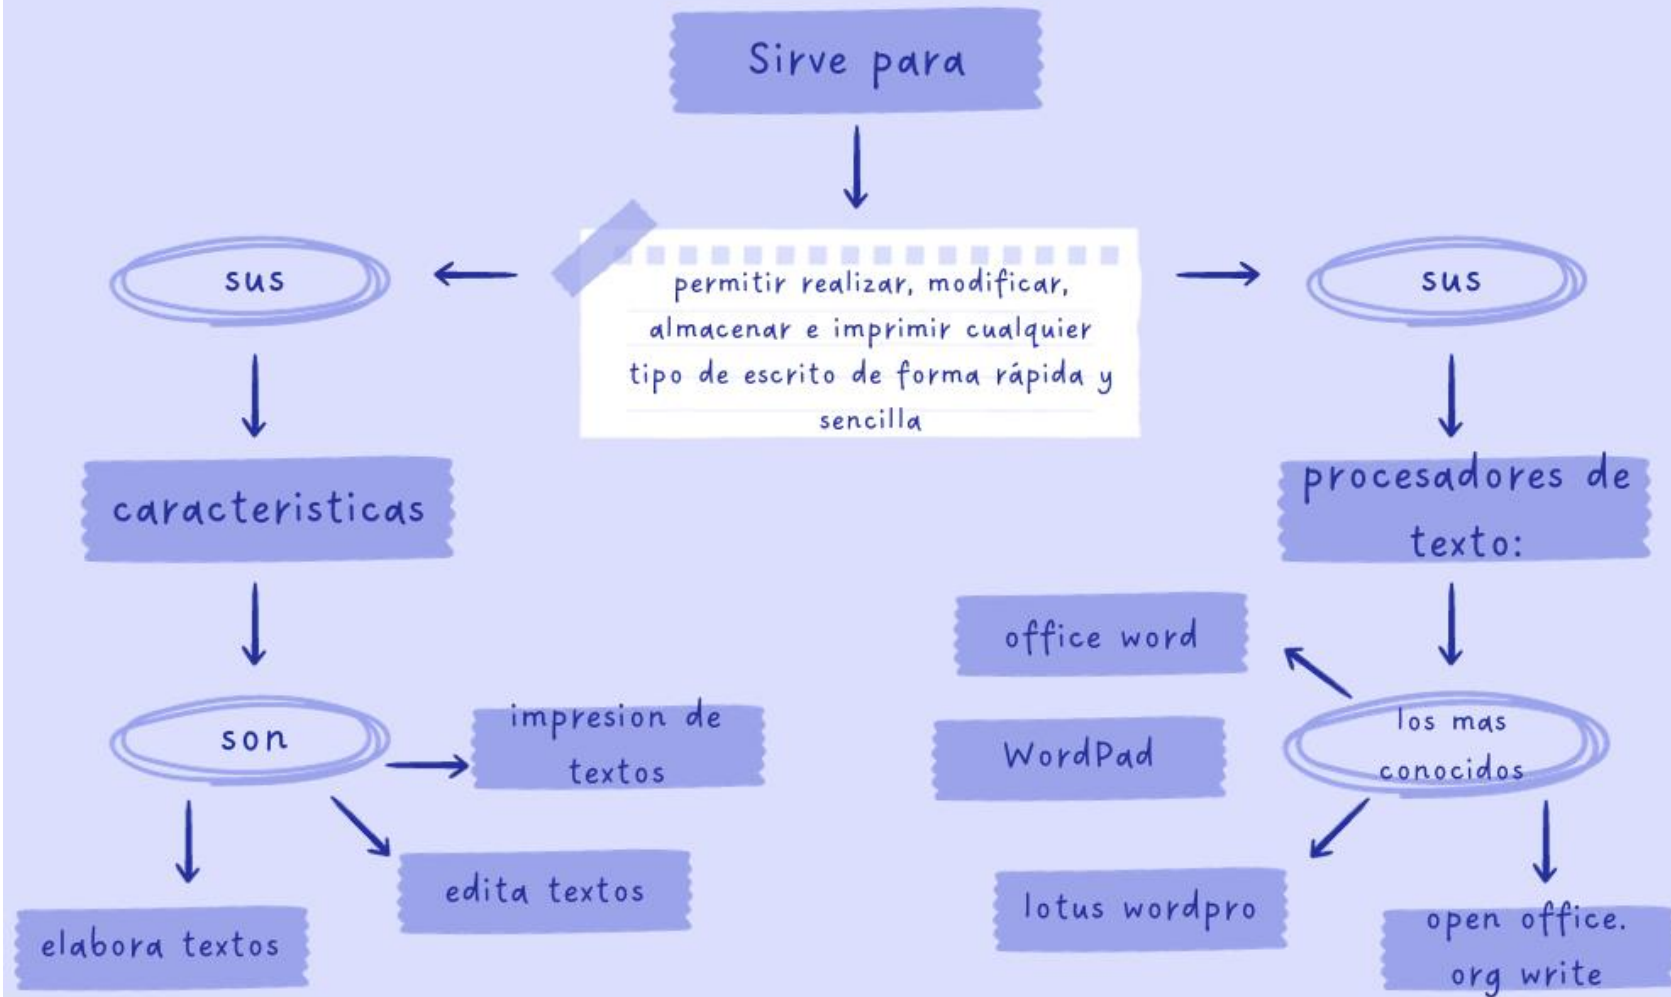 Sirve para
sus
permitir realizar, modificar,
almacenar e imprimir cualquier
tipo de escrito de forma rápida y
sencilla
sus
caracteristicas
procesadores de
texto:
son
impresion de
textos
edita textos
elabora textos
office word
WordPad
los mas
conocidos
lotus wordpro
open office.
org write